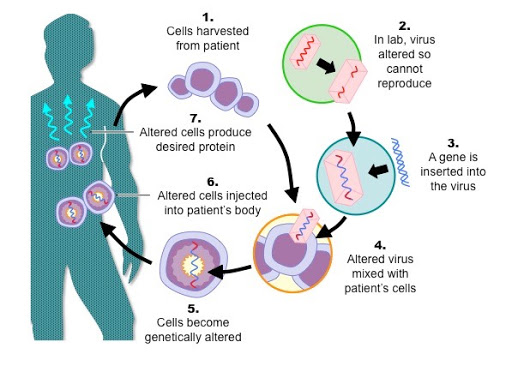 1.
Cells harvested
from patient
2.
In lab, virus
altered so
cannot
reproduce
3.
A gene is
inserted into
the virus
4.
Altered virus
mixed with
patient's cells
5.
Cells become
genetically altered
6.
Altered cells injected
into patient's body
7.
Altered cells produce
desired protein